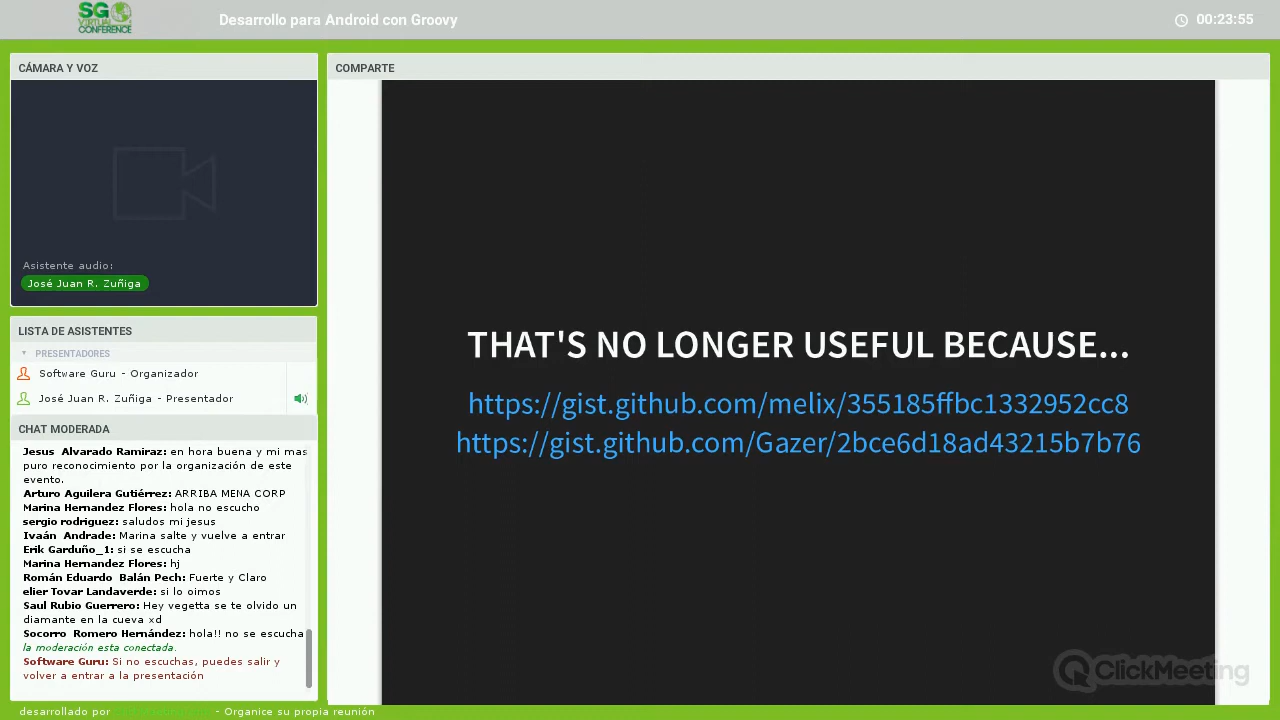 SG
VIRTUAL
CONFERENCE
Desarrollo para Android con Groovy
00:23:55
CÁMARA Y VOZ
Asistente audio:
José Juan R. Zuñiga
LISTA DE ASISTENTES
PRESENTADORES
Software Guru - Organizador
José Juan R. Zuñiga - Presentador
CHAT MODERADA
Jesus Alvarado Ramiraz: en hora buena y mi mas
puro reconocimiento por la organización de este
evento.
Arturo Aguilera Gutiérrez: ARRIBA MENA CORP
Marina Hernandez Flores: hola no escucho
sergio rodriguez: saludos mi jesus
Ivaán Andrade: Marina salte y vuelve a entrar
Erik Garduño_1: si se escucha
Marina Hernandez Flores: hj
Román Eduardo Balán Pech: Fuerte y Claro
elier Tovar Landaverde: si lo oimos
Saul Rubio Guerrero: Hey vegetta se te olvido un
diamante en la cueva xd
Socorro Romero Hernández: hola!! no se escucha
la moderación esta conectada.
Software Guru: Si no escuchas, puedes salir y
volver a entrar a la presentación
desarrollado por - Organice su propia reunión
COMPARTE
THAT'S NO LONGER USEFUL BECAUSE...
https://gist.github.com/melix/355185ffbc1332952cc8
https://gist.github.com/Gazer/2bce6d18ad43215b7b76
ClickMeeting